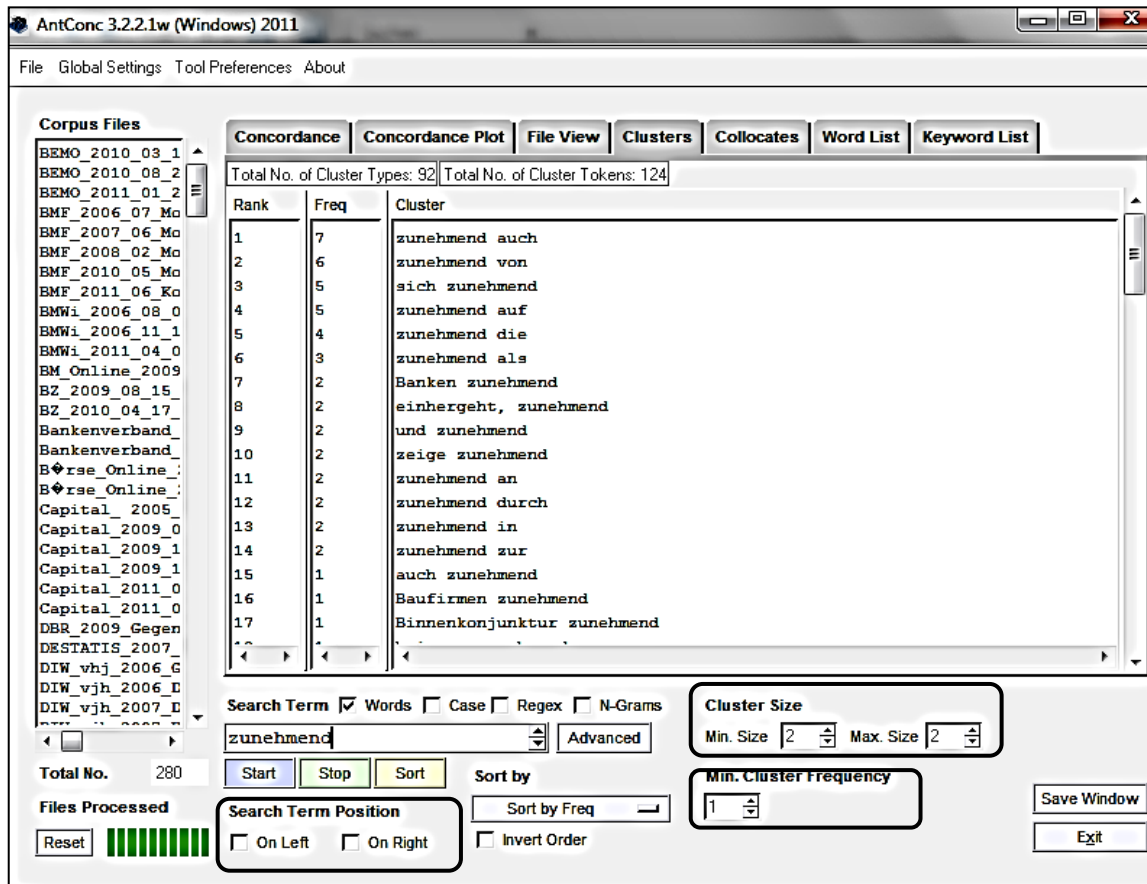 AntConc 3.2.2.1w (Windows) 2011
File Global Settings Tool Preferences About
Corpus Files
BEMO_2010_03_1
BEMO_2010_08_2
BEMO_2011_01_2
BMF_2006_07_Mo
BMF_2007_06_Mo
BMF_2008_02_Mo
BMF_2010_05_Mo
BMF_2011_06_Ko
BMWi_2006_08_0
BMWi_2006_11_1
BMWi_2011_04_0
BM_Online_2009
BZ_2009_08_15_
BZ_2010_04_17_
Bankenverband_
Bankenverband_
B�rse_Online_
B�rse_Online_
Capital_ 2005_
Capital_2009_0
Capital_2009_1
Capital_2009_1
Capital_2011_0
Capital_2011_0
DBR_2009_Gegen
DESTATIS_2007_
DIW_vhj_2006_G
DIW_vjh_2006_D
DIW_vjh_2007_D
Total No. 280
Files Processed
Reset
Concordance Concordance Plot File View Clusters Collocates Word List Keyword List
Total No. of Cluster Types: 92 Total No. of Cluster Tokens: 124
Rank Freq Cluster
1 7 zunehmend auch
2 6 zunehmend von
3 5 sich zunehmend
4 5 zunehmend auf
5 4 zunehmend die
6 3 zunehmend als
7 2 Banken zunehmend
8 2 einhergeht, zunehmend
9 2 und zunehmend
10 2 zeige zunehmend
11 2 zunehmend an
12 2 zunehmend durch
13 2 zunehmend in
14 2 zunehmend zur
15 1 auch zunehmend
16 1 Baufirmen zunehmend
17 1 Binnenkonjunktur zunehmend
Search Term Words Case Regex N-Grams
zunehmend Advanced
Start Stop Sort
Search Term Position
On Left On Right
Sort by
Sort by Freq
Invert Order
Cluster Size
Min. Size 2 Max. Size 2
Min. Cluster Frequency
1
Save Window
Exit